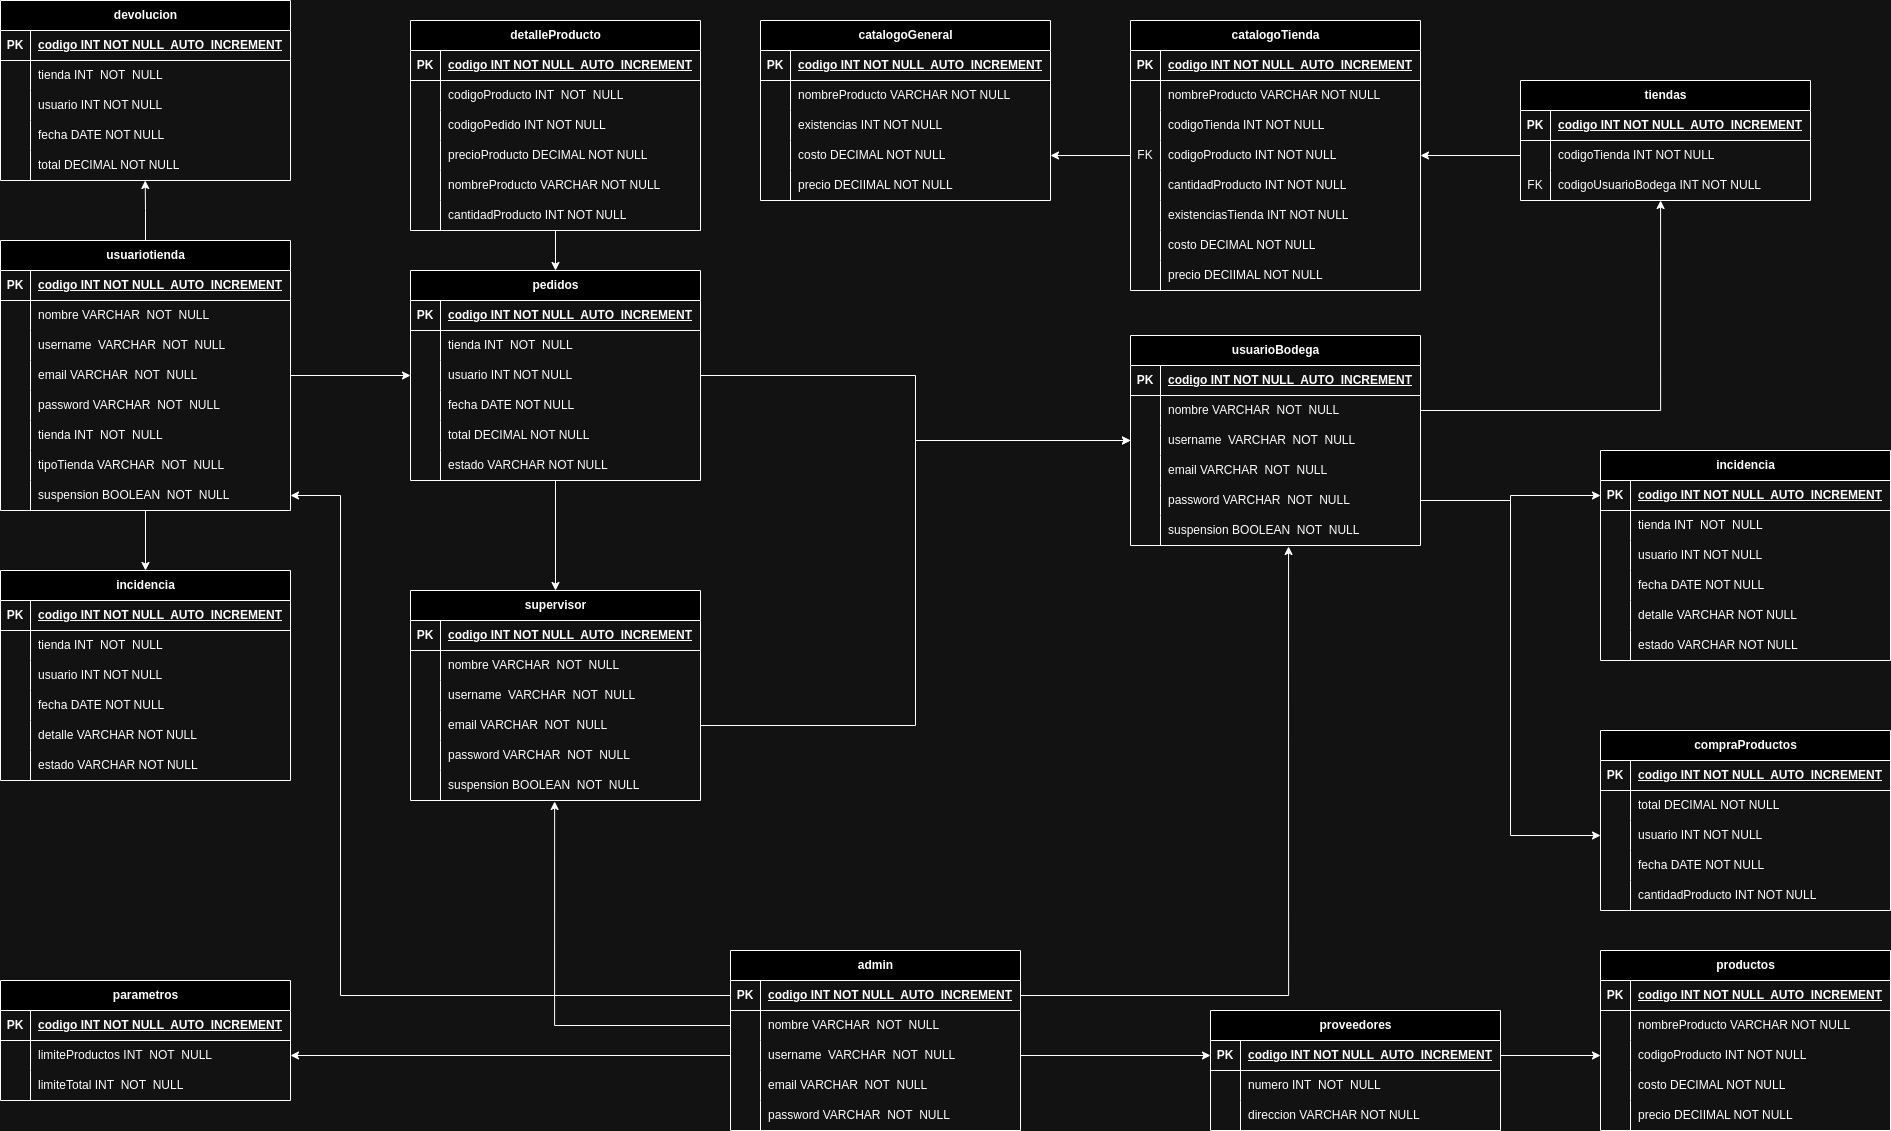 devolucion
PK codigo INT NOT NULL AUTO_INCREMENT
tienda INT NOT NULL
usuario INT NOT NULL
fecha DATE NOT NULL
total DECIMAL NOT NULL
detalleProducto
PK codigo INT NOT NULL AUTO_INCREMENT
codigoProducto INT NOT NULL
codigoPedido INT NOT NULL
precioProducto DECIMAL NOT NULL
nombreProducto VARCHAR NOT NULL
cantidadProducto INT NOT NULL
catalogoGeneral
PK codigo INT NOT NULL AUTO_INCREMENT
nombreProducto VARCHAR NOT NULL
existencias INT NOT NULL
costo DECIMAL NOT NULL
precio DECIIMAL NOT NULL
catalogoTienda
PK codigo INT NOT NULL AUTO_INCREMENT
nombreProducto VARCHAR NOT NULL
codigoTienda INT NOT NULL
FK codigoProducto INT NOT NULL
cantidadProducto INT NOT NULL
existenciasTienda INT NOT NULL
costo DECIMAL NOT NULL
precio DECIIMAL NOT NULL
tiendas
PK codigo INT NOT NULL AUTO_INCREMENT
codigoTienda INT NOT NULL
FK codigoUsuarioBodega INT NOT NULL
usuariotienda
PK codigo INT NOT NULL AUTO_INCREMENT
nombre VARCHAR NOT NULL
username VARCHAR NOT NULL
email VARCHAR NOT NULL
password VARCHAR NOT NULL
tienda INT NOT NULL
tipoTienda VARCHAR NOT NULL
suspension BOOLEAN NOT NULL
pedidos
PK codigo INT NOT NULL AUTO_INCREMENT
tienda INT NOT NULL
usuario INT NOT NULL
fecha DATE NOT NULL
total DECIMAL NOT NULL
estado VARCHAR NOT NULL
usuarioBodega
PK codigo INT NOT NULL AUTO_INCREMENT
nombre VARCHAR NOT NULL
username VARCHAR NOT NULL
email VARCHAR NOT NULL
password VARCHAR NOT NULL
suspension BOOLEAN NOT NULL
incidencia
PK codigo INT NOT NULL AUTO_INCREMENT
tienda INT NOT NULL
usuario INT NOT NULL
fecha DATE NOT NULL
detalle VARCHAR NOT NULL
estado VARCHAR NOT NULL
incidencia
PK codigo INT NOT NULL AUTO_INCREMENT
tienda INT NOT NULL
usuario INT NOT NULL
fecha DATE NOT NULL
detalle VARCHAR NOT NULL
estado VARCHAR NOT NULL
supervisor
PK codigo INT NOT NULL AUTO_INCREMENT
nombre VARCHAR NOT NULL
username VARCHAR NOT NULL
email VARCHAR NOT NULL
password VARCHAR NOT NULL
suspension BOOLEAN NOT NULL
compraProductos
PK codigo INT NOT NULL AUTO_INCREMENT
total DECIMAL NOT NULL
usuario INT NOT NULL
fecha DATE NOT NULL
cantidadProducto INT NOT NULL
parametros
PK codigo INT NOT NULL AUTO_INCREMENT
limiteProductos INT NOT NULL
limiteTotal INT NOT NULL
admin
PK codigo INT NOT NULL AUTO_INCREMENT
nombre VARCHAR NOT NULL
username VARCHAR NOT NULL
email VARCHAR NOT NULL
password VARCHAR NOT NULL
proveedores
PK codigo INT NOT NULL AUTO_INCREMENT
numero INT NOT NULL
direccion VARCHAR NOT NULL
productos
PK codigo INT NOT NULL AUTO_INCREMENT
nombreProducto VARCHAR NOT NULL
codigoProducto INT NOT NULL
costo DECIMAL NOT NULL
precio DECIIMAL NOT NULL